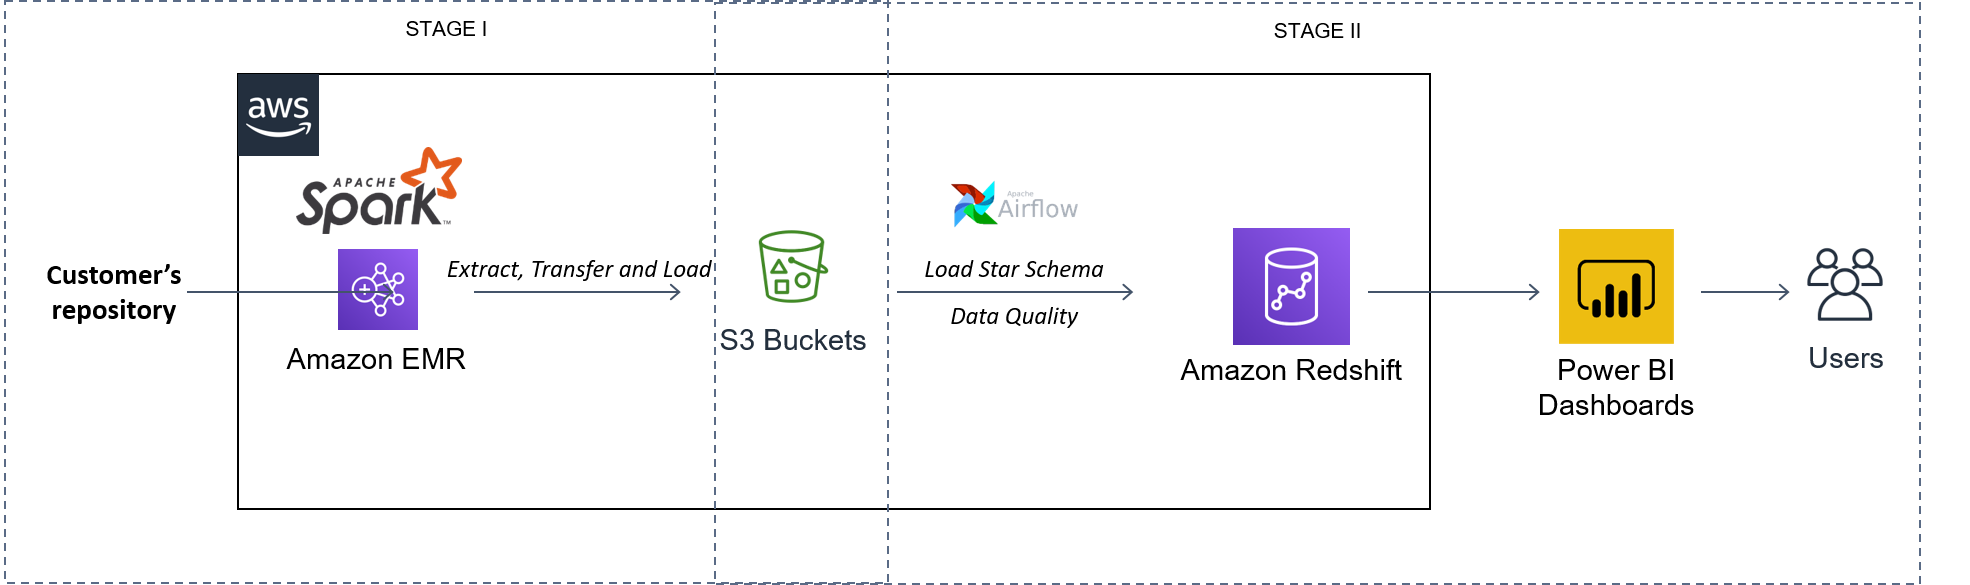 STAGE I
STAGE II
aws
APACHE
Spark™
Apache
Airflow
Customer’s
repository
Extract, Transfer and Load
Load Star Schema
Data Quality
S3 Buckets
Amazon EMR
Amazon Redshift
Power BI
Dashboards
Users